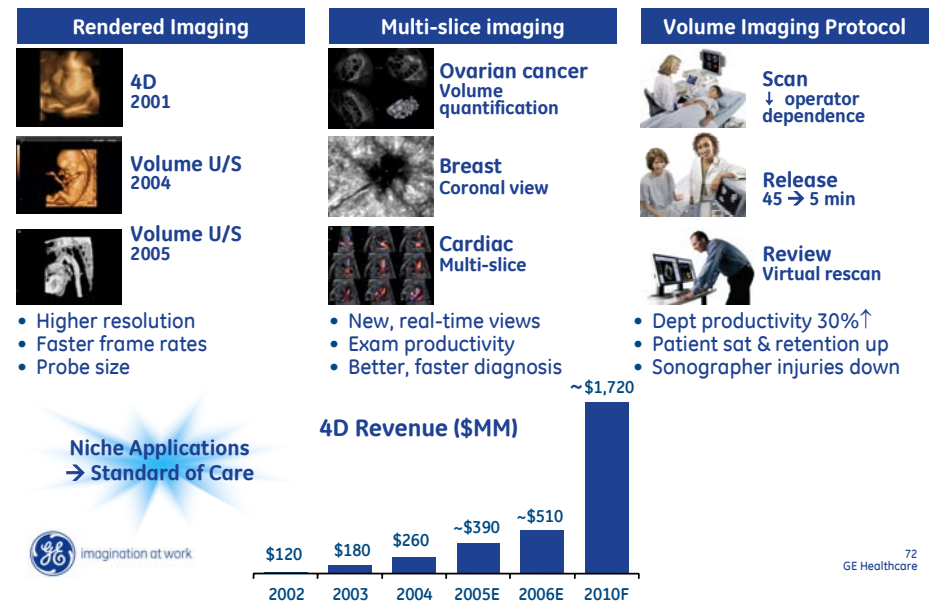 Rendered Imaging
4D
2001
Volume U/S
2004
Volume U/S
2005
• Higher resolution
• Faster frame rates
• Probe size
Multi-slice imaging
Ovarian cancer
Volume
quantification
Breast
Coronal view
Cardiac
Multi-slice
• New, real-time views
• Exam productivity
• Better, faster diagnosis
Volume Imaging Protocol
Scan
↓ operator
dependence
Release
45 → 5 min
Review
Virtual rescan
• Dept productivity 30%↑
• Patient sat & retention up
• Sonographer injuries down
Niche Applications
→ Standard of Care
4D Revenue ($MM)
$120
$180
$260
~$390
~$510
~$1,720
2002
2003
2004
2005E
2006E
2010F
GE
imagination at work
72
GE Healthcare